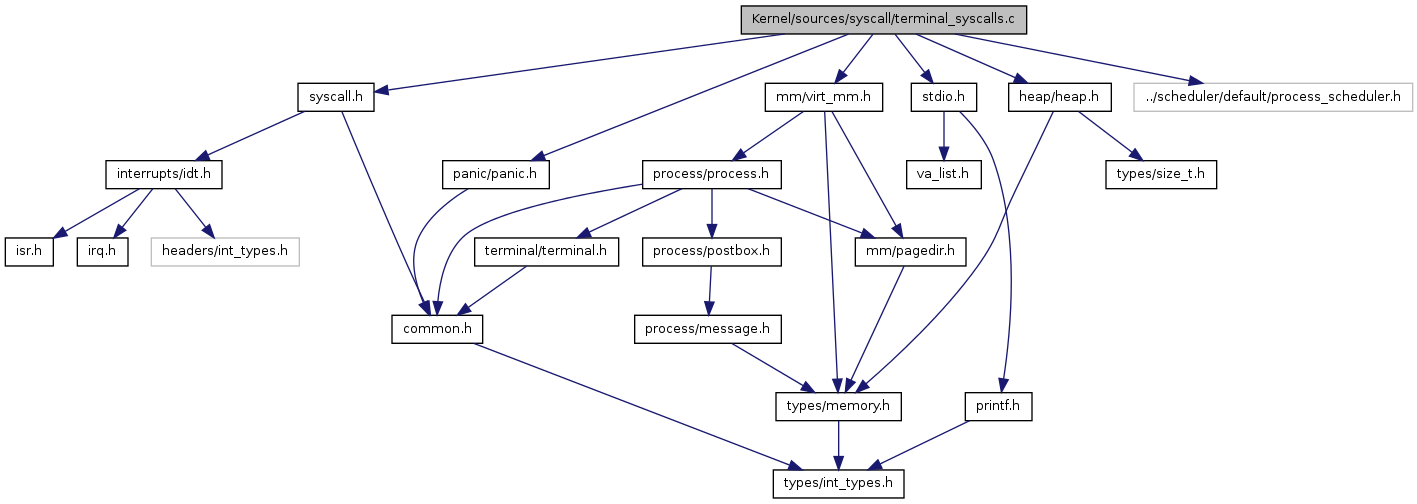 Kernel/sources/syscall/terminal_syscalls.c
syscall.h
mm/virt_mm.h
stdio.h
heap/heap.h
../scheduler/default/process_scheduler.h
interrupts/idt.h
panic/panic.h
process/process.h
va_list.h
types/size_t.h
isr.h
irq.h
headers/int_types.h
terminal/terminal.h
process/postbox.h
mm/pagedir.h
common.h
process/message.h
types/memory.h
printf.h
types/int_types.h